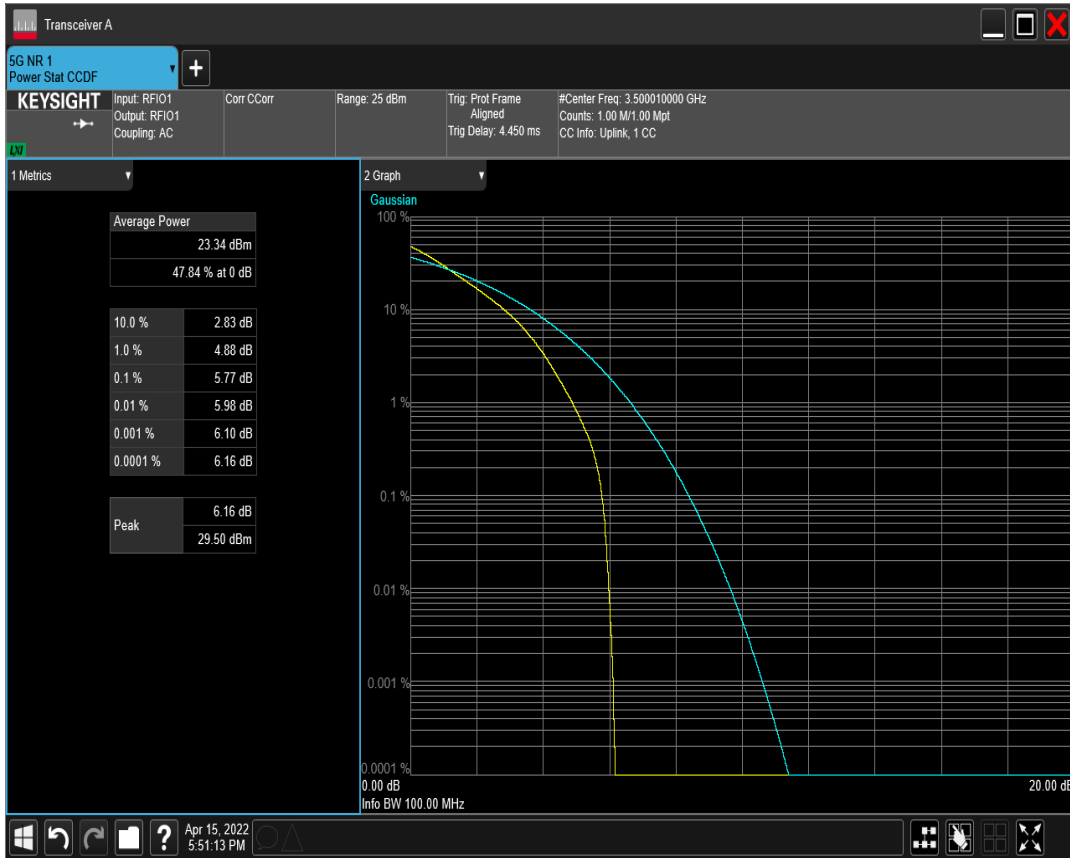 Transceiver A
5G NR 1
Power Stat CCDF
KEYSIGHT
LXI
Input: RFIO1
Output: RFIO1
Coupling: AC
Corr CCorr
Range: 25 dBm
Trig: Prot Frame
Aligned
Trig Delay: 4.450 ms
#Center Freq: 3.500010000 GHz
Counts: 1.00 M/1.00 Mpt
CC Info: Uplink, 1 CC
1 Metrics
Average Power
23.34 dBm
47.84 % at 0 dB
10.0 % 2.83 dB
1.0 % 4.88 dB
0.1 % 5.77 dB
0.01 % 5.98 dB
0.001 % 6.10 dB
0.0001 % 6.16 dB
Peak 6.16 dB
29.50 dBm
2 Graph
Gaussian
100 %
10 %
1 %
0.1 %
0.01 %
0.001 %
0.0001 %
0.00 dB 20.00 dB
Info BW 100.00 MHz
? Apr 15, 2022
5:51:13 PM